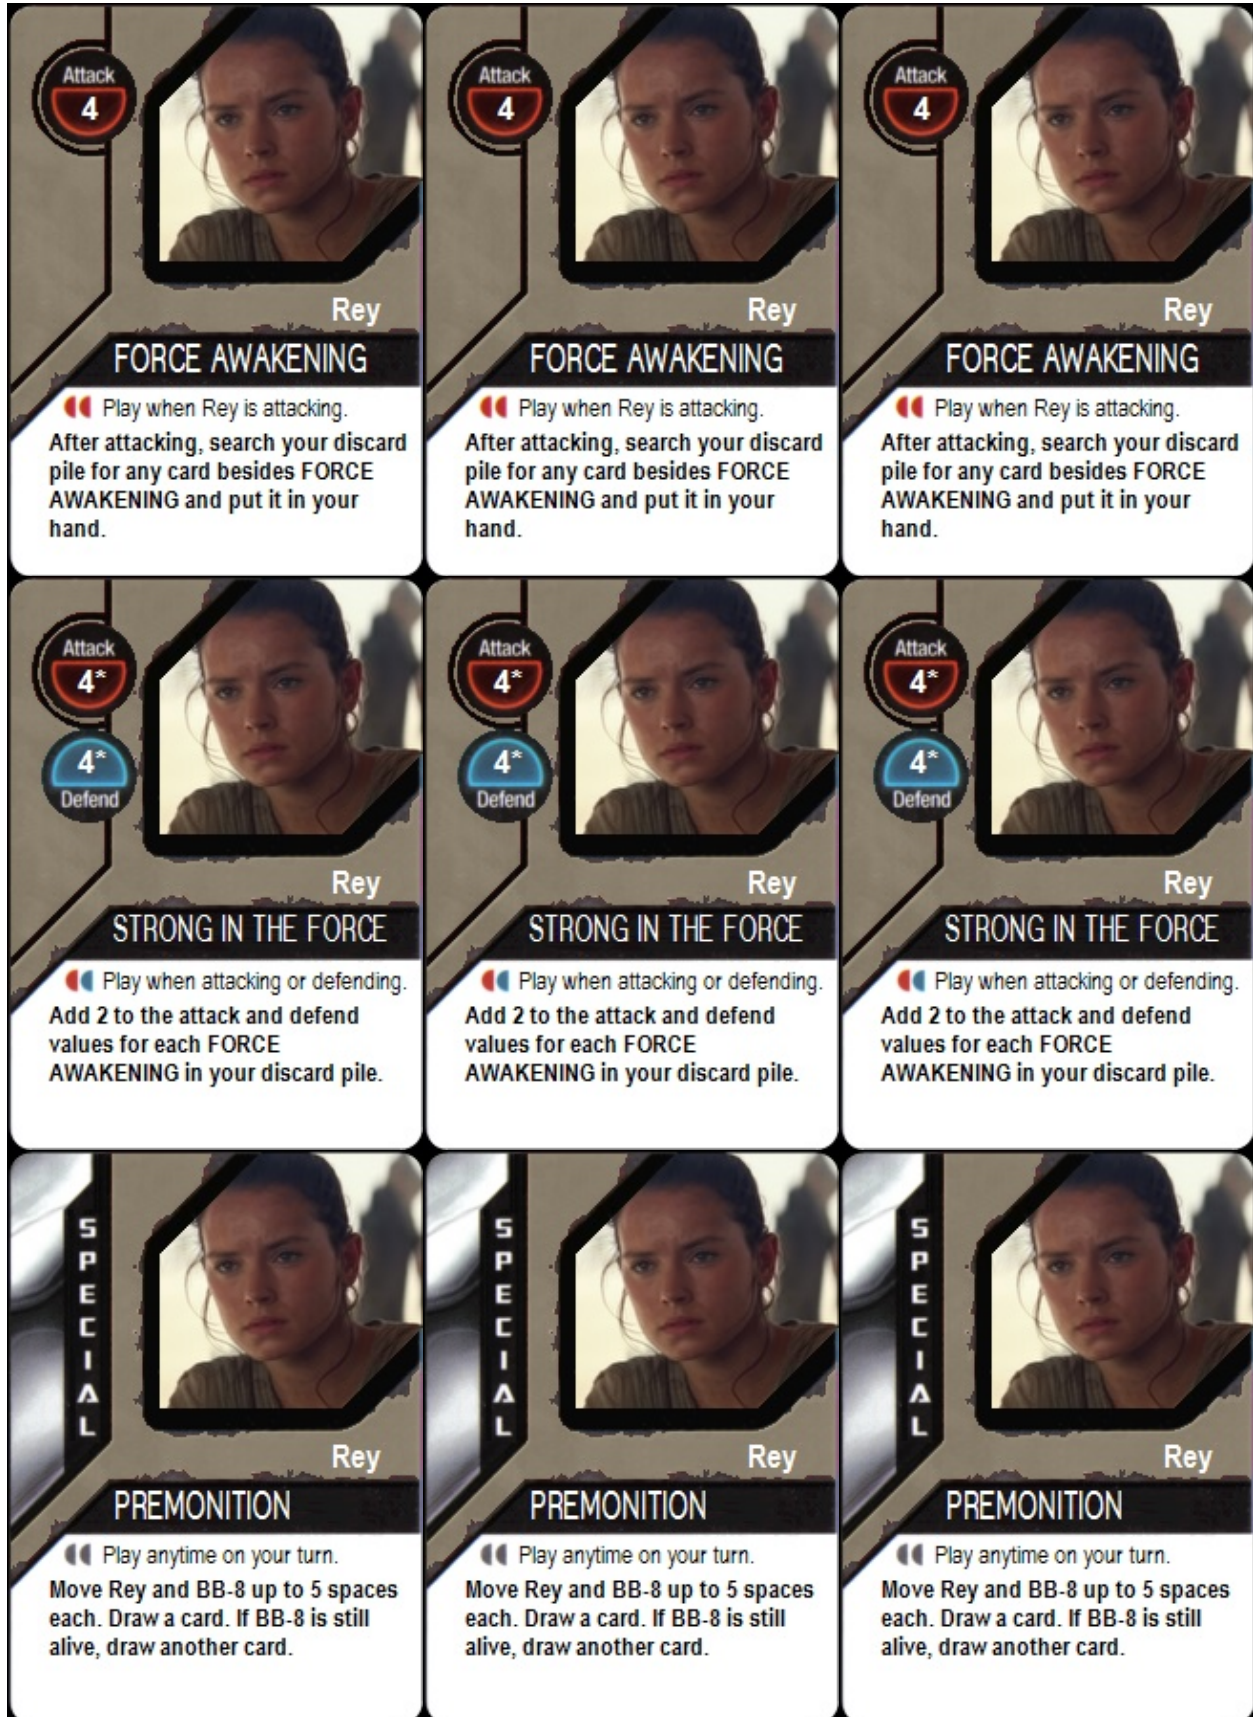 Attack
4
Rey
FORCE AWAKENING
Play when Rey is attacking.
After attacking, search your discard
pile for any card besides FORCE
AWAKENING and put it in your
hand.
Attack
4
Rey
FORCE AWAKENING
Play when Rey is attacking.
After attacking, search your discard
pile for any card besides FORCE
AWAKENING and put it in your
hand.
Attack
4
Rey
FORCE AWAKENING
Play when Rey is attacking.
After attacking, search your discard
pile for any card besides FORCE
AWAKENING and put it in your
hand.
Attack
4*
4*
Defend
Rey
STRONG IN THE FORCE
Play when attacking or defending.
Add 2 to the attack and defend
values for each FORCE
AWAKENING in your discard pile.
Attack
4*
4*
Defend
Rey
STRONG IN THE FORCE
Play when attacking or defending.
Add 2 to the attack and defend
values for each FORCE
AWAKENING in your discard pile.
Attack
4*
4*
Defend
Rey
STRONG IN THE FORCE
Play when attacking or defending.
Add 2 to the attack and defend
values for each FORCE
AWAKENING in your discard pile.
SPECIAL
Rey
PREMONITION
Play anytime on your turn.
Move Rey and BB-8 up to 5 spaces
each. Draw a card. If BB-8 is still
alive, draw another card.
SPECIAL
Rey
PREMONITION
Play anytime on your turn.
Move Rey and BB-8 up to 5 spaces
each. Draw a card. If BB-8 is still
alive, draw another card.
SPECIAL
Rey
PREMONITION
Play anytime on your turn.
Move Rey and BB-8 up to 5 spaces
each. Draw a card. If BB-8 is still
alive, draw another card.